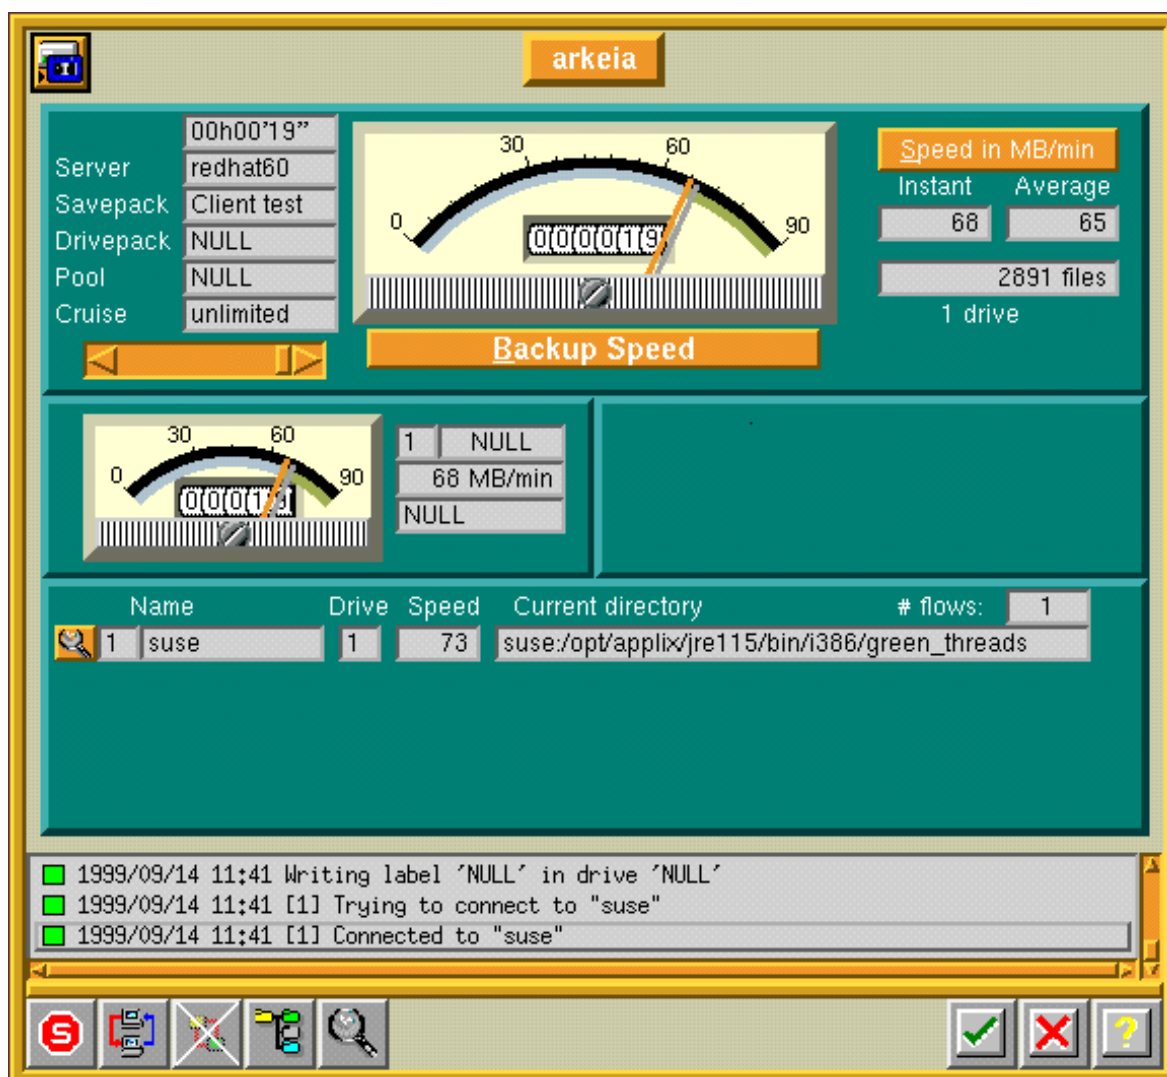 arkeia
00h00'19"
Server redhat60
Savepack Client test
Drivepack NULL
Pool NULL
Cruise unlimited
0 30 60 90
000019
Backup Speed
Speed in MB/min
Instant Average
68 65
2891 files
1 drive
0 30 60 90
00019
1 NULL
68 MB/min
NULL
Name Drive Speed Current directory # flows: 1
1 suse 1 73 suse:/opt/applix/jre115/bin/i386/green_threads
1999/09/14 11:41 Writing label 'NULL' in drive 'NULL'
1999/09/14 11:41 [1] Trying to connect to "suse"
1999/09/14 11:41 [1] Connected to "suse"
S
?